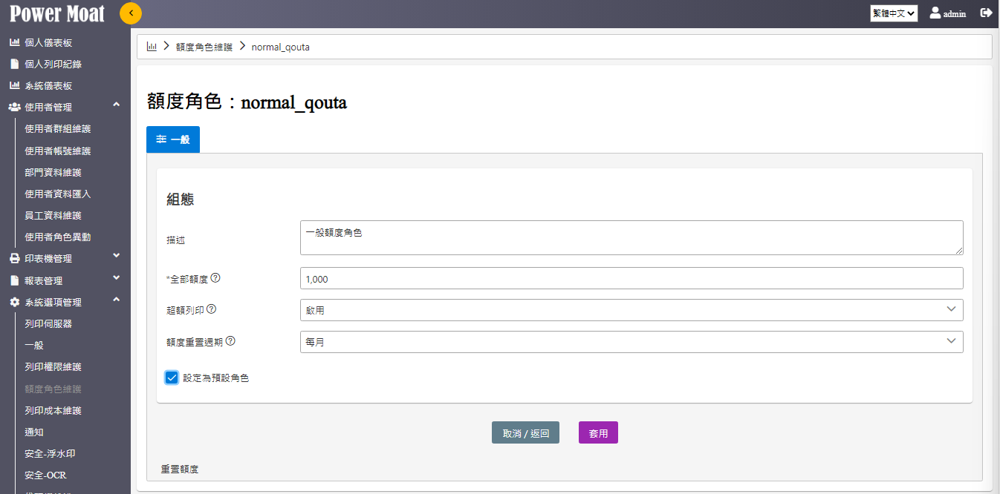 Power Moat
繁體中文
admin
個人儀表板
個人列印紀錄
系統儀表板
使用者管理
使用者群組維護
使用者帳號維護
部門資料維護
使用者資料匯入
員工資料維護
使用者角色異動
印表機管理
報表管理
系統選項管理
列印伺服器
一般
列印權限維護
額度角色維護
列印成本維護
通知
安全-浮水印
安全-OCR
額度角色維護
normal_qouta
額度角色：normal_qouta
一般
組態
描述
一般額度角色
*全部額度
1,000
超額列印
啟用
額度重置週期
每月
設定為預設角色
取消 / 返回
套用
重置額度